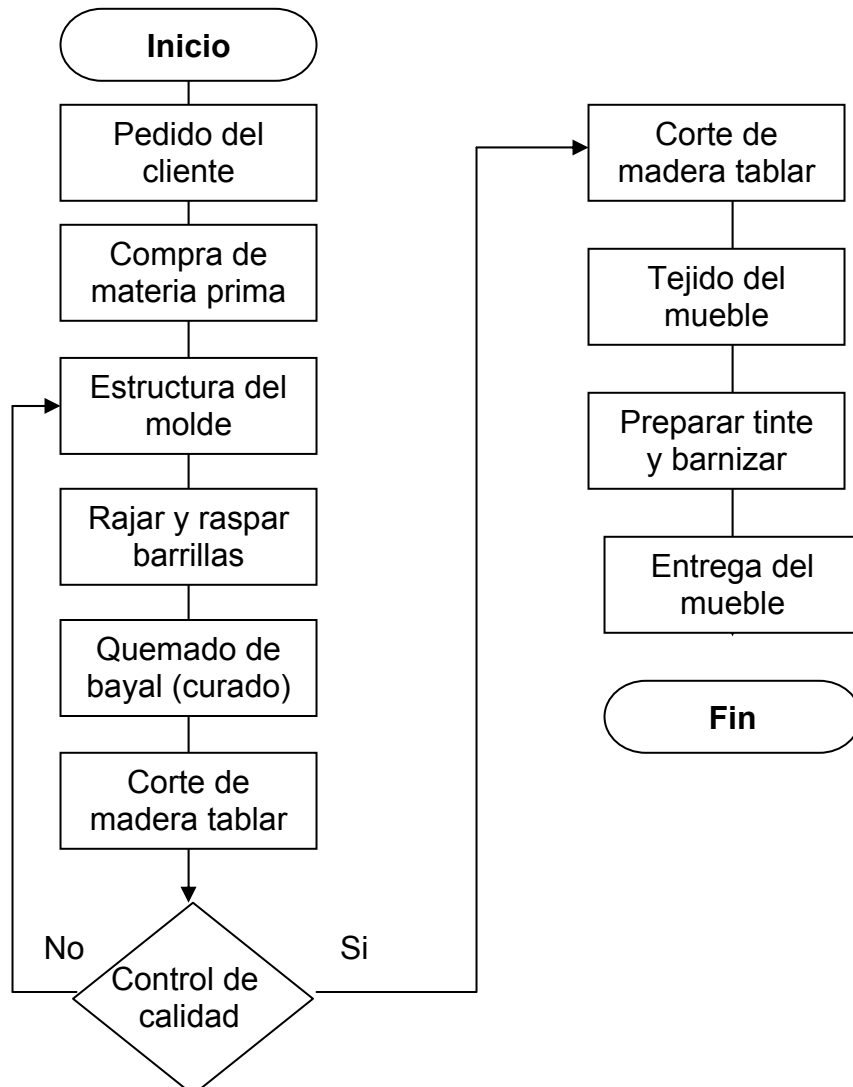 Inicio
Pedido del
cliente
Compra de
materia prima
Estructura del
molde
Rajar y raspar
barrillas
Quemado de
bayal (curado)
Corte de
madera tablar
No
Si
Control de
calidad
Corte de
madera tablar
Tejido del
mueble
Preparar tinte
y barnizar
Entrega del
mueble
Fin